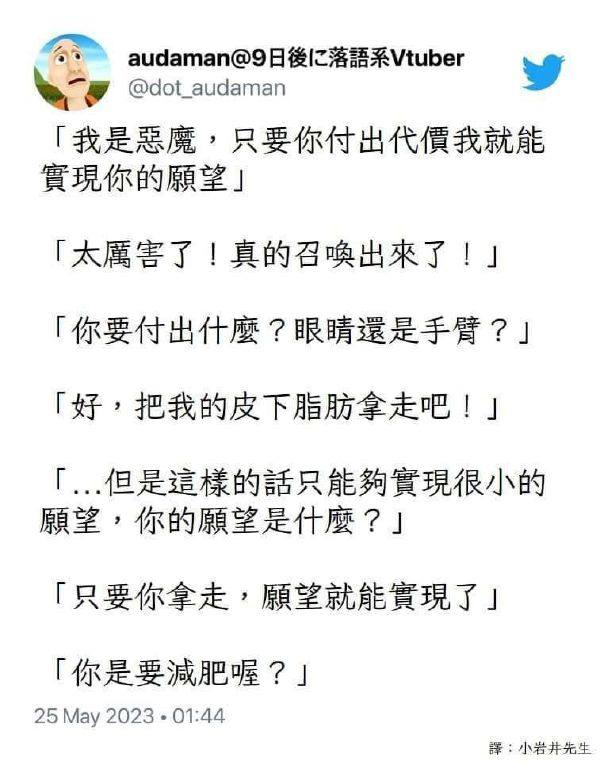 audaman@9日後に落語系Vtuber
@dot_audaman
「我是惡魔，只要你付出代價我就能
實現你的願望」
「太厲害了！真的召喚出來了！」
「你要付出什麼？眼睛還是手臂？」
「好，把我的皮下脂肪拿走吧！」
「...但是這樣的話只能夠實現很小的
願望，你的願望是什麼？」
「只要你拿走，願望就能實現了」
「你是要減肥喔？」
25 May 2023 • 01:44
譯：小岩井先生